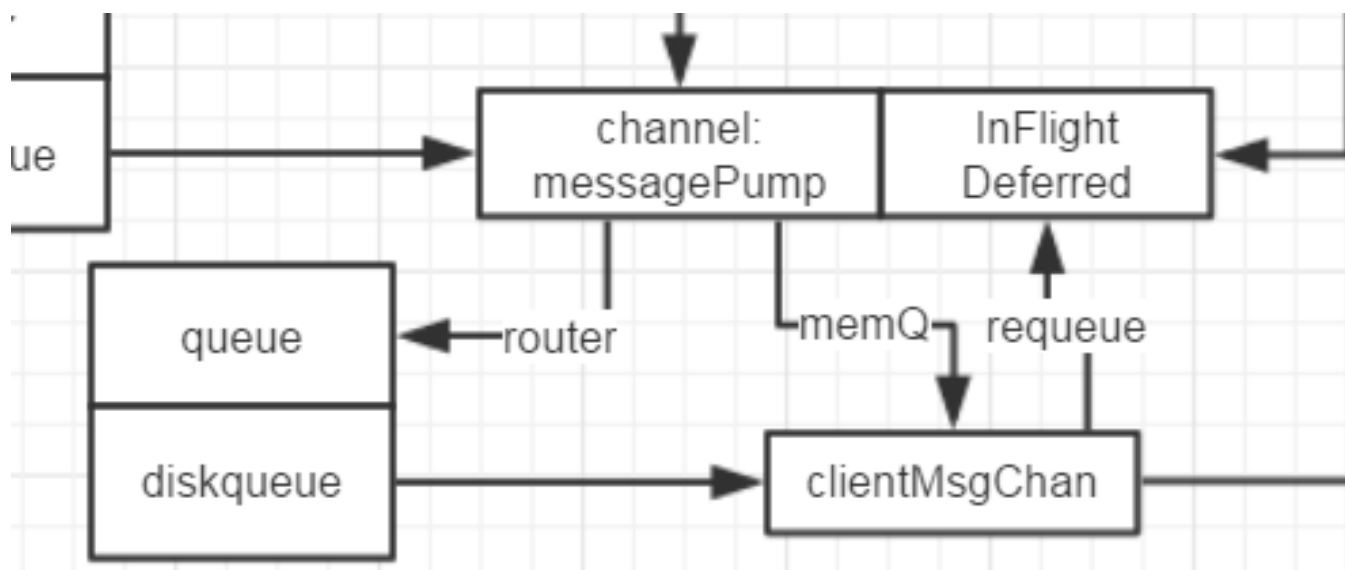 channel:
messagePump
InFlight
Deferred
ue
queue
router
memQ
requeue
diskqueue
clientMsgChan